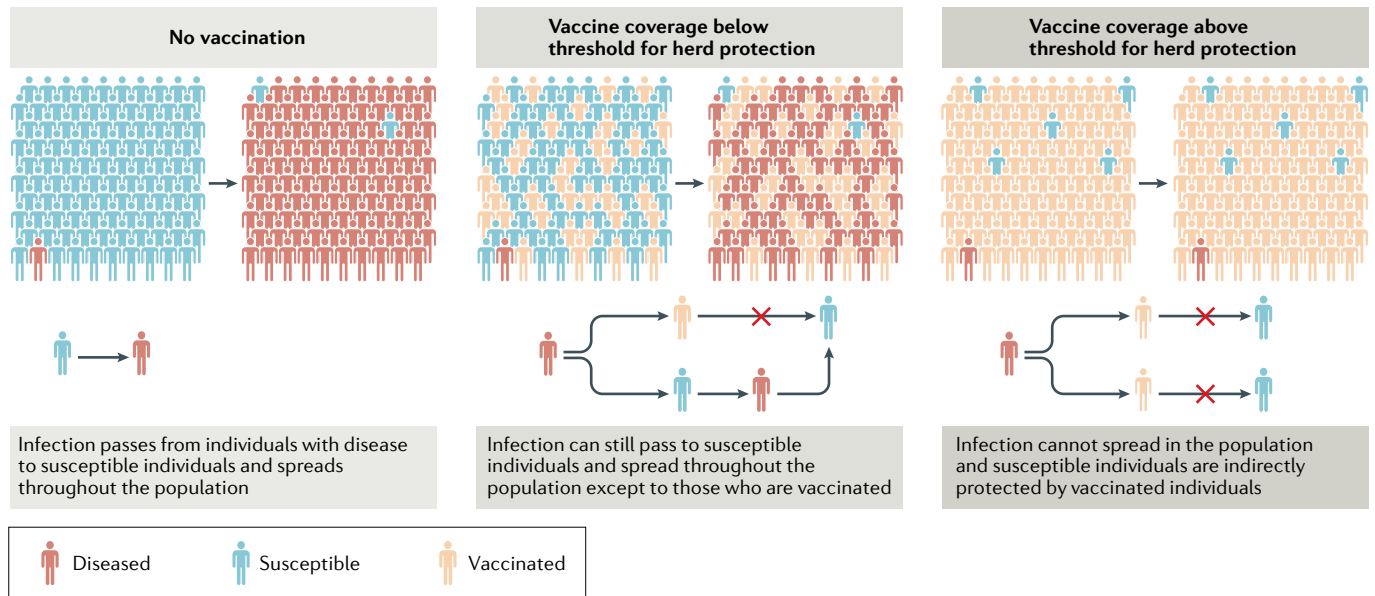 No vaccination
Vaccine coverage below
threshold for herd protection
Vaccine coverage above
threshold for herd protection
Infection passes from individuals with disease
to susceptible individuals and spreads
throughout the population
Infection can still pass to susceptible
individuals and spread throughout the
population except to those who are vaccinated
Infection cannot spread in the population
and susceptible individuals are indirectly
protected by vaccinated individuals
Diseased
Susceptible
Vaccinated